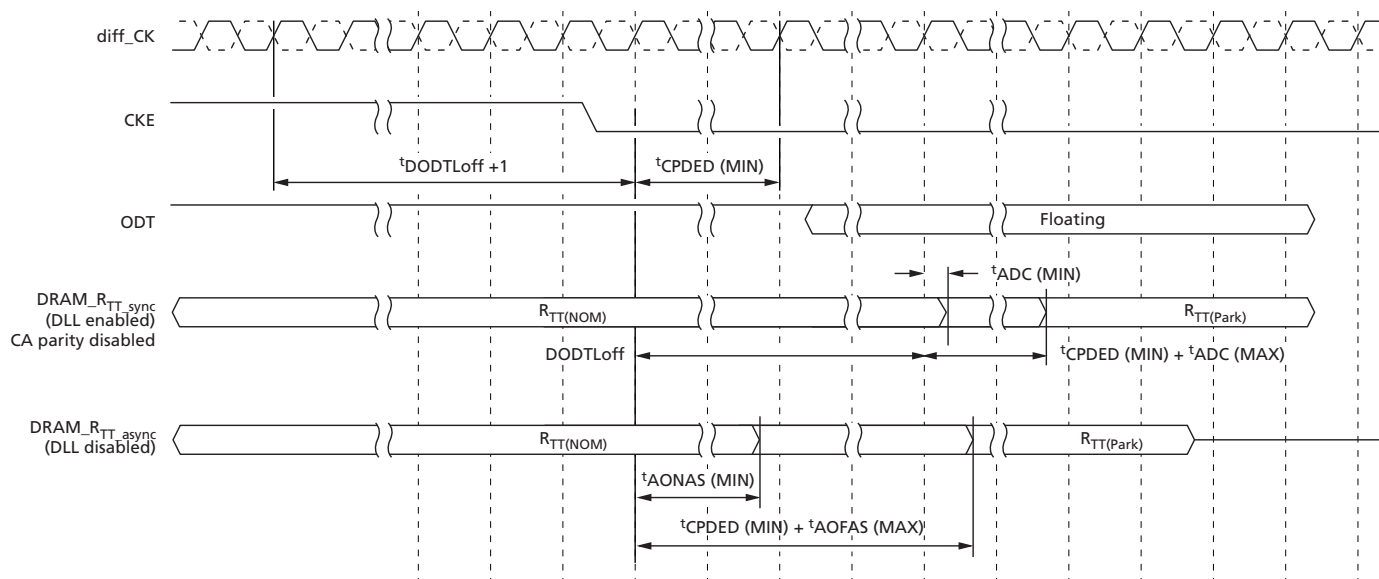 diff_CK
CKE
tDODTLoff +1
tCPDED (MIN)
ODT
Floating
tADC (MIN)
DRAM_RTT_sync
(DLL enabled)
CA parity disabled
RTT(NOM)
RTT(Park)
DODTLoff
tCPDED (MIN) + tADC (MAX)
DRAM_RTT_async
(DLL disabled)
RTT(NOM)
RTT(Park)
tAONAS (MIN)
tCPDED (MIN) + tAOFAS (MAX)